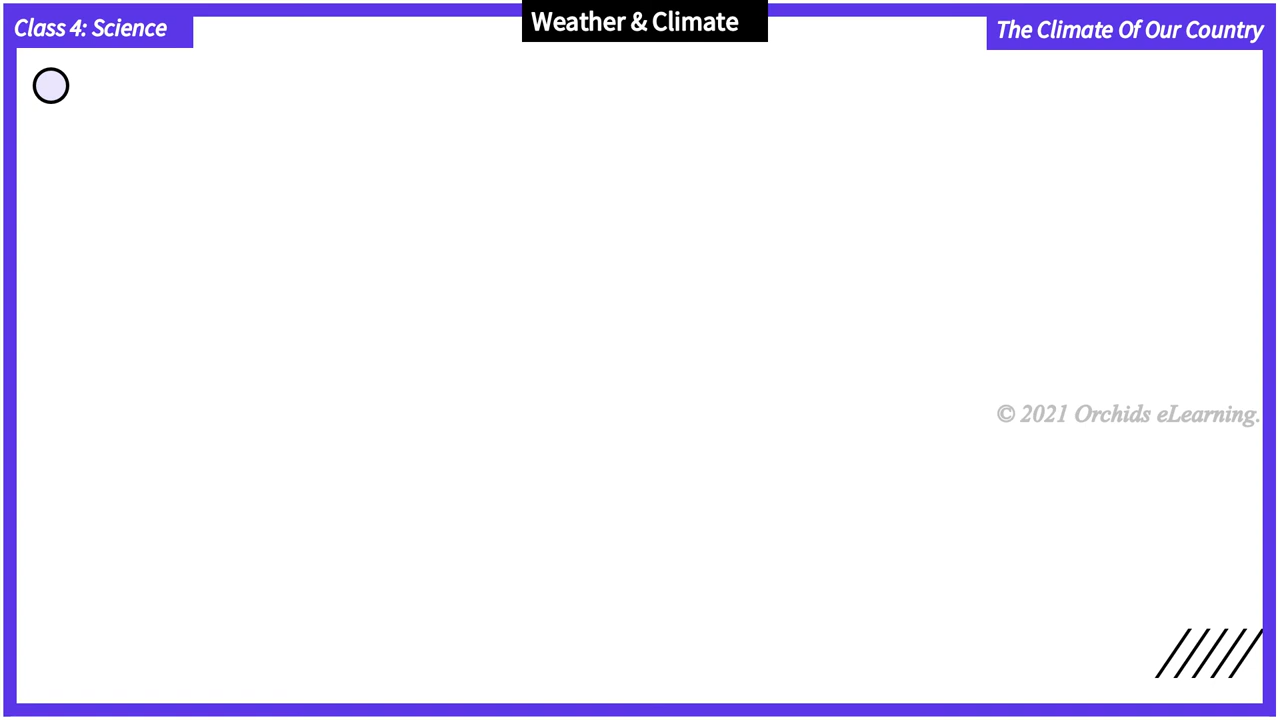 Class 4: Science
Weather & Climate
The Climate Of Our Country
© 2021 Orchids eLearning.